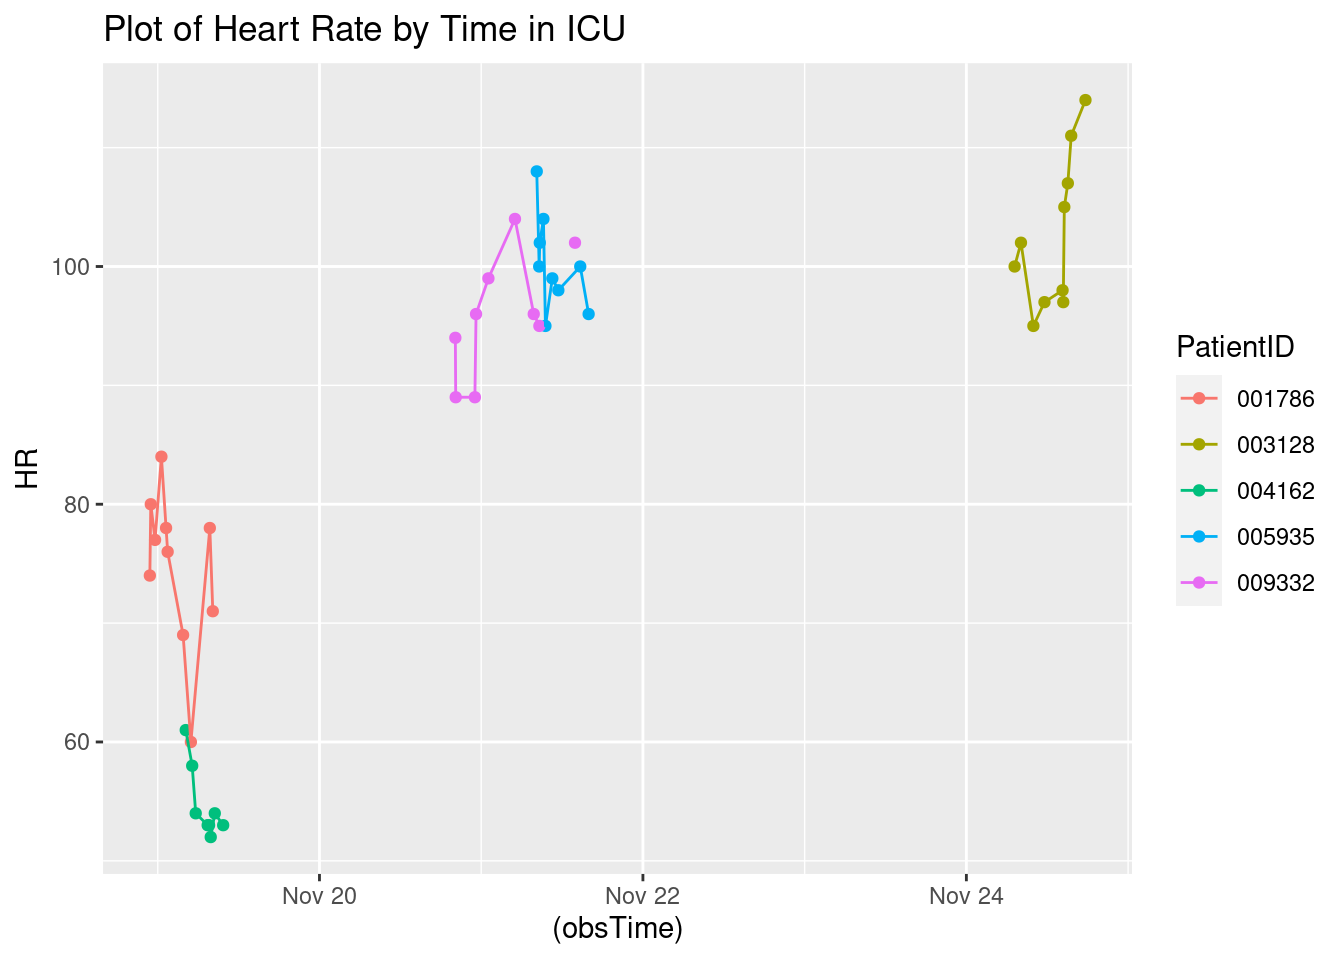 Plot of Heart Rate by Time in ICU
HR
100
80
60
Nov 20
Nov 22
Nov 24
(obsTime)
PatientID
001786
003128
004162
005935
009332